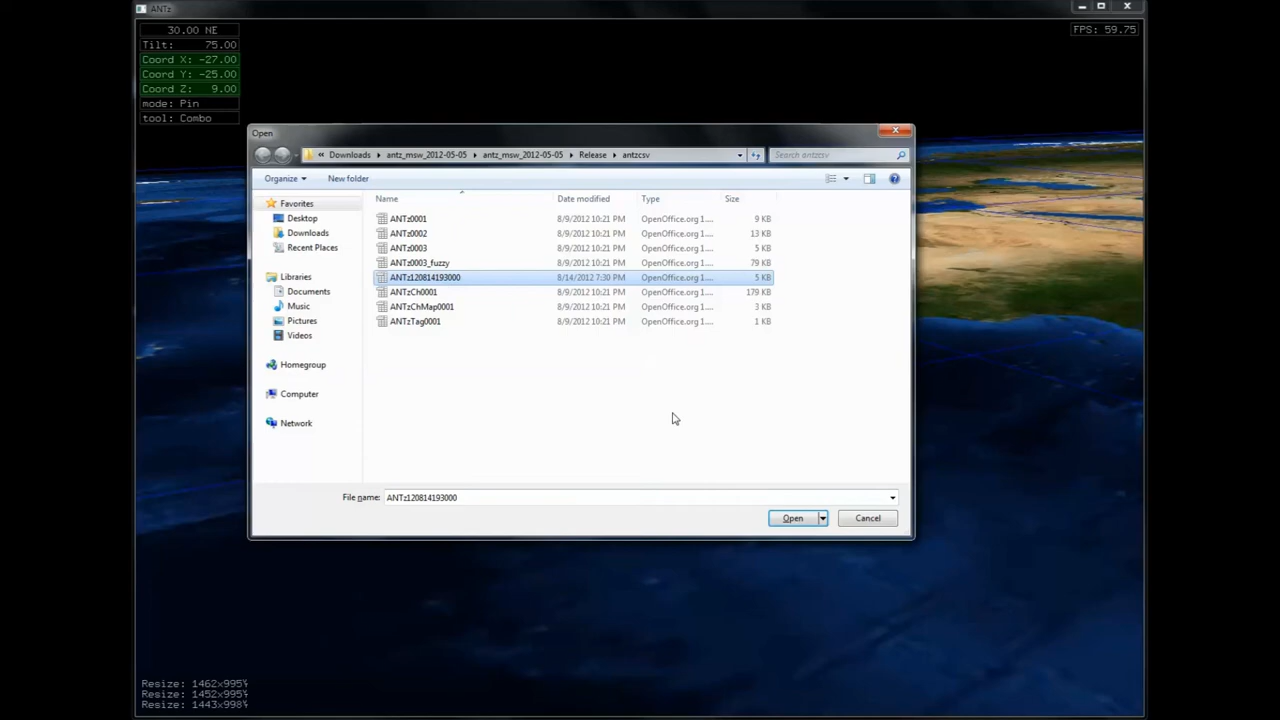 ANTz
30.00 NE
FPS: 59.75
Tilt: 75.00
Coord X: -27.00
Coord Y: -25.00
Coord Z: 9.00
mode: Pin
tool: Combo
Open
« Downloads antz_msw_2012-05-05 antz_msw_2012-05-05 Release antzcsv Search antzcsv
Organize New folder
Name Date modified Type Size
Favorites
Desktop
Downloads
Recent Places
Libraries
Documents
Music
Pictures
Videos
Homegroup
Computer
Network
ANTz0001 8/9/2012 10:21 PM OpenOffice.org 1.... 9 KB
ANTz0002 8/9/2012 10:21 PM OpenOffice.org 1.... 13 KB
ANTz0003 8/9/2012 10:21 PM OpenOffice.org 1.... 5 KB
ANTz0003_fuzzy 8/9/2012 10:21 PM OpenOffice.org 1.... 79 KB
ANTz120814193000 8/14/2012 7:30 PM OpenOffice.org 1.... 5 KB
ANTzCh0001 8/9/2012 10:21 PM OpenOffice.org 1.... 179 KB
ANTzChMap0001 8/9/2012 10:21 PM OpenOffice.org 1.... 3 KB
ANTzTag0001 8/9/2012 10:21 PM OpenOffice.org 1.... 1 KB
File name: ANTz120814193000
Open Cancel
Resize: 1462x995%
Resize: 1452x995%
Resize: 1443x998%